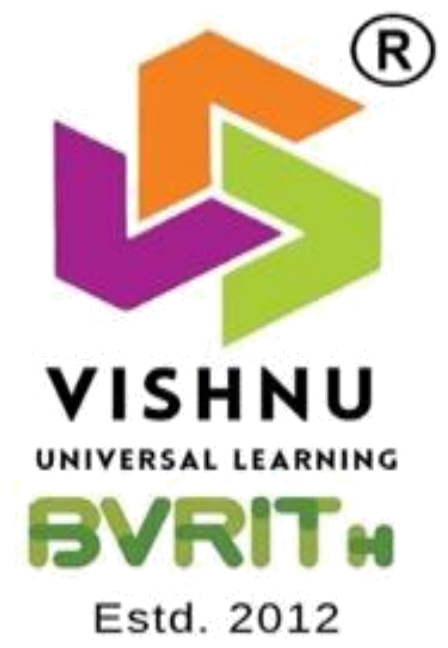 ®
VISHNU
UNIVERSAL LEARNING
BVRITH
Estd. 2012